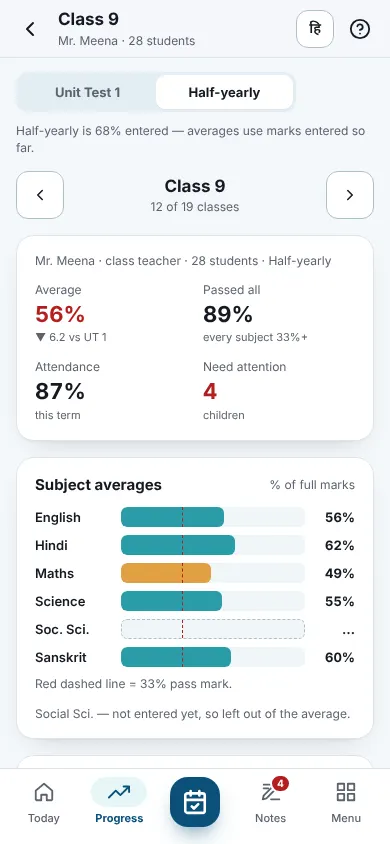 Class 9
Mr. Meena · 28 students
हि
Unit Test 1
Half-yearly
Half-yearly is 68% entered — averages use marks entered so
far.
Class 9
12 of 19 classes
Mr. Meena · class teacher · 28 students · Half-yearly
Average
Passed all
56%
89%
▼ 6.2 vs UT 1
every subject 33%+
Attendance
Need attention
87%
4
this term
children
Subject averages
% of full marks
English 56%
Hindi 62%
Maths 49%
Science 55%
Soc. Sci. ...
Sanskrit 60%
Red dashed line = 33% pass mark.
Social Sci. — not entered yet, so left out of the average.
4
Today
Progress
Notes
Menu